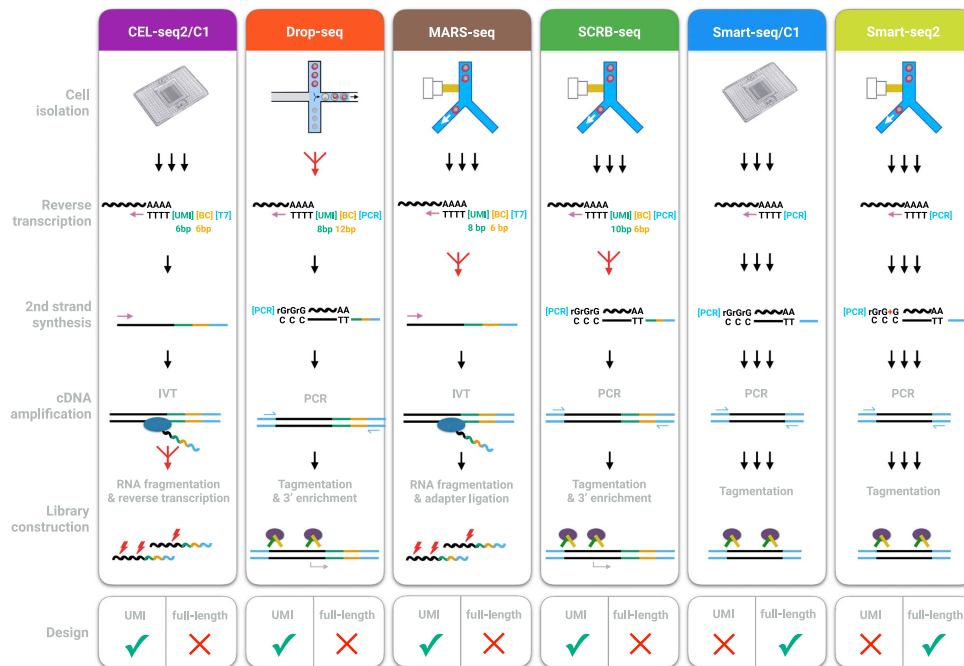 CEL-seq2/C1 Drop-seq MARS-seq SCRB-seq Smart-seq/C1 Smart-seq2
Cell
isolation
Reverse
transcription
AAAA AAAA AAAA AAAA AAAA AAAA
TTTT [UMI] [BC] [T7] TTTT [UMI] [BC] [PCR] TTTT [UMI] [BC] [T7] TTTT [UMI] [BC] [PCR] TTTT [PCR] TTTT [PCR]
6bp 6bp 8bp 12bp 8 bp 6 bp 10bp 6bp
2nd strand
synthesis
[PCR] rGrGrG AA [PCR] rGrGrG AA [PCR] rGrGrG AA [PCR] rGrG+G AA
C C C TT C C C TT C C C TT C C C TT
cDNA
amplification
IVT PCR IVT PCR PCR PCR
Library
construction
RNA fragmentation Tagmentation RNA fragmentation Tagmentation Tagmentation Tagmentation
& reverse transcription & 3’ enrichment & adapter ligation & 3’ enrichment
Design
UMI full-length UMI full-length UMI full-length UMI full-length UMI full-length UMI full-length